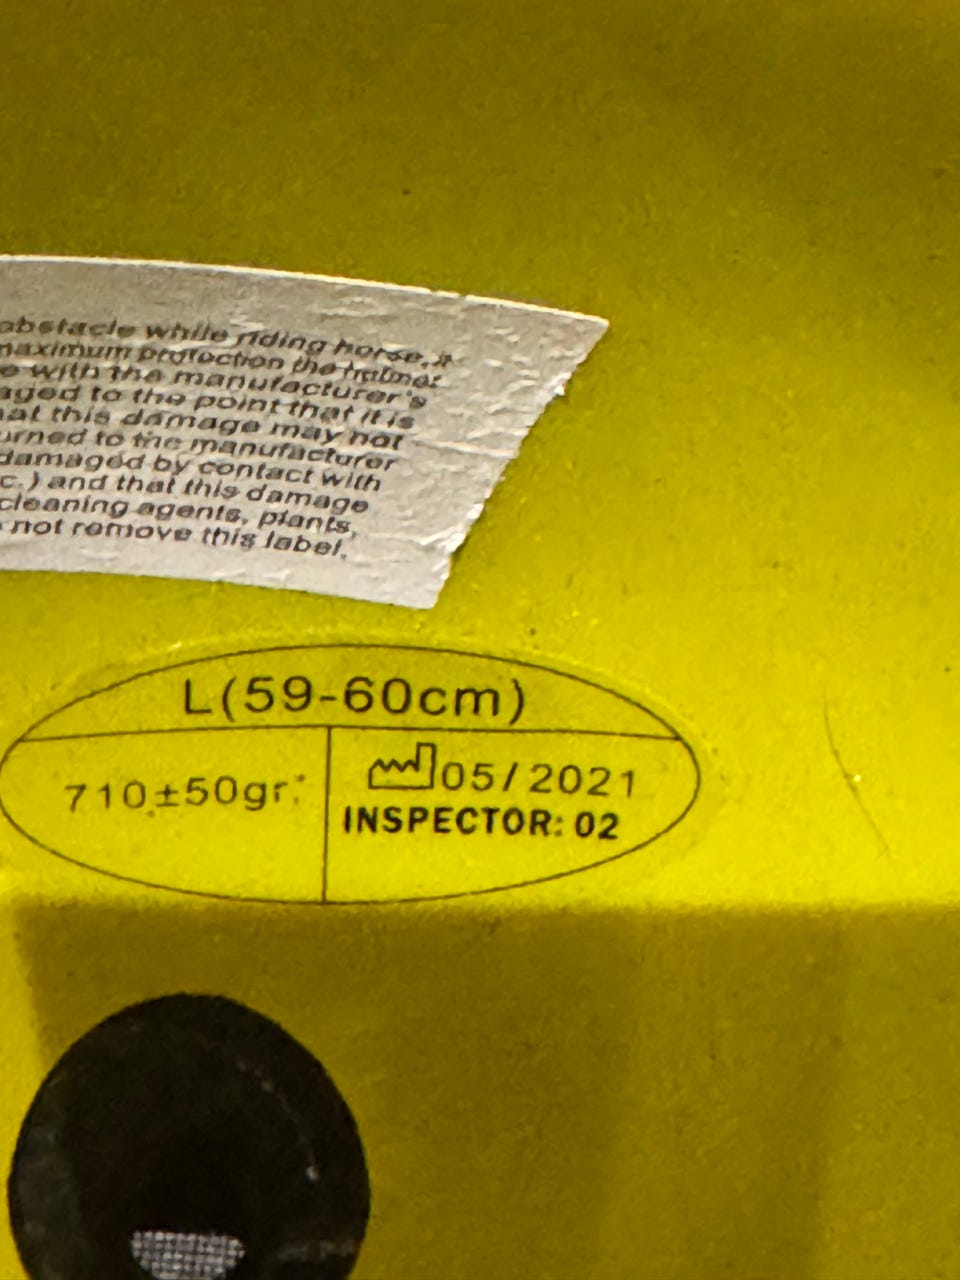 obstacle while riding horse, it
maximum protection the helmet
with the manufacturer's
aged to the point that it is
at this damage may not
urned to the manufacturer
damaged by contact with
c.) and that this damage
cleaning agents, plants,
not remove this label.
L(59-60cm)
710±50gr.
05/2021
INSPECTOR: 02